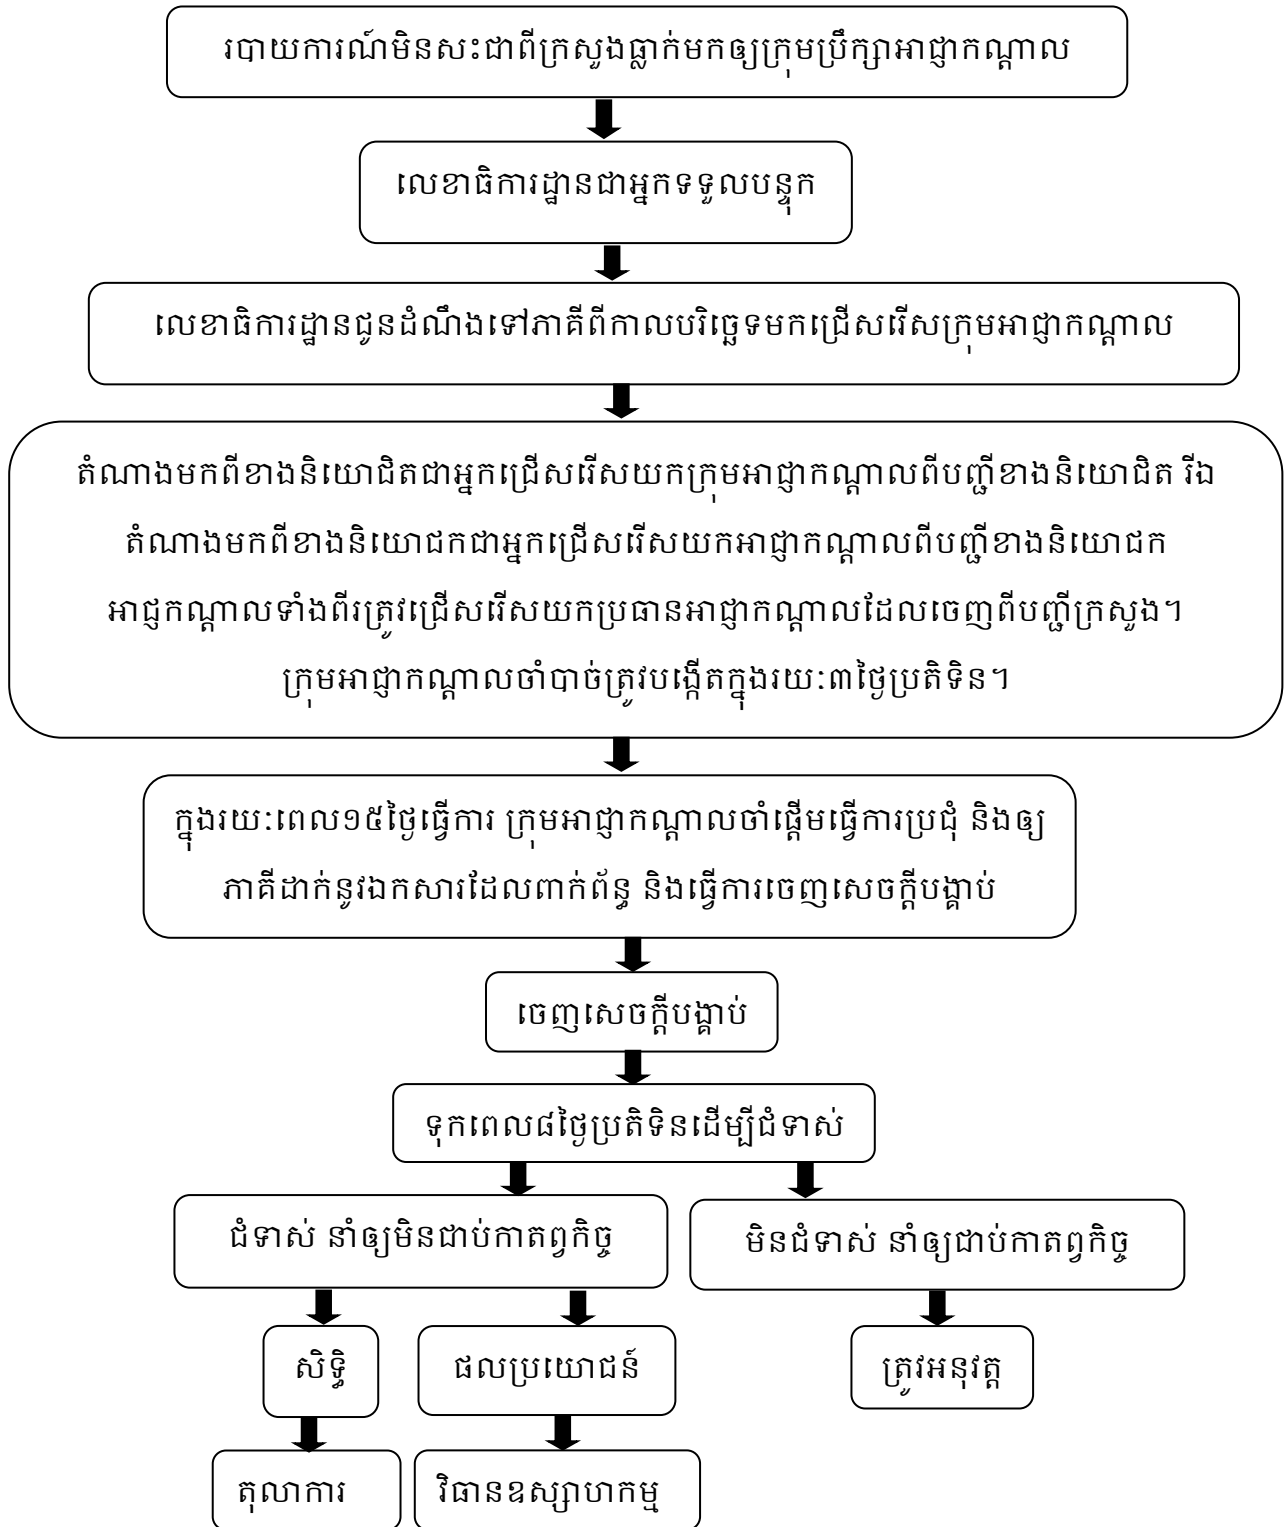 របាយការណ៍មិនសះជាពីក្រសួងធ្លាក់មកឲ្យក្រុមប្រឹក្សាអាជ្ញាកណ្តាល
លេខាធិការដ្ឋានជាអ្នកទទួលបន្ទុក
លេខាធិការដ្ឋានជូនដំណឹងទៅភាគីពីកាលបរិច្ឆេទមកជ្រើសរើសក្រុមអាជ្ញាកណ្តាល
តំណាងមកពីខាងនិយោជិតជាអ្នកជ្រើសរើសយកក្រុមអាជ្ញាកណ្តាលពីបញ្ជីខាងនិយោជិត រីឯ
តំណាងមកពីខាងនិយោជកជាអ្នកជ្រើសរើសយកអាជ្ញាកណ្តាលពីបញ្ជីខាងនិយោជក
អាជ្ញកណ្តាលទាំងពីរត្រូវជ្រើសរើសយកប្រធានអាជ្ញាកណ្តាលដែលចេញពីបញ្ជីក្រសួង។
ក្រុមអាជ្ញាកណ្តាលចាំបាច់ត្រូវបង្កើតក្នុងរយៈ៣ថ្ងៃប្រតិទិន។
ក្នុងរយៈពេល១៥ថ្ងៃធ្វើការ ក្រុមអាជ្ញាកណ្តាលចាំផ្តើមធ្វើការប្រជុំ និងឲ្យ
ភាគីដាក់នូវឯកសារដែលពាក់ព័ន្ធ និងធ្វើការចេញសេចក្តីបង្គាប់
ចេញសេចក្តីបង្គាប់
ទុកពេល៨ថ្ងៃប្រតិទិនដើម្បីជំទាស់
ជំទាស់ នាំឲ្យមិនជាប់កាតព្វកិច្ច
មិនជំទាស់ នាំឲ្យជាប់កាតព្វកិច្ច
សិទ្ធិ
ផលប្រយោជន៍
ត្រូវអនុវត្ត
តុលាការ
វិធានឧស្សាហកម្ម